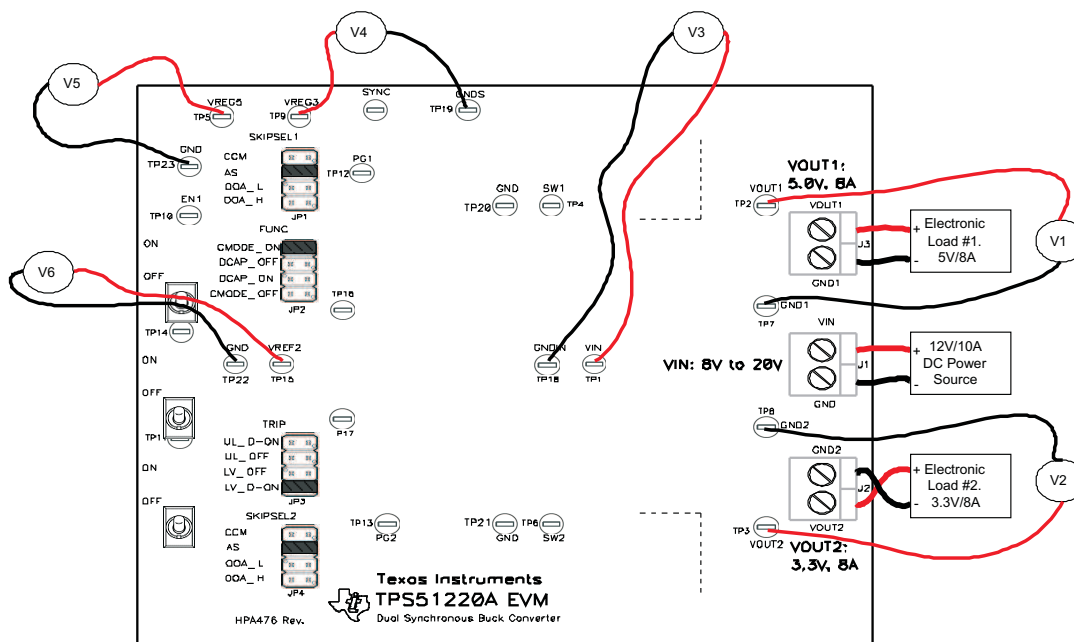 V4
V3
V5
VREG5
TP5
VREG3
TP9
SYNC
GNDS
TP19
GND
TP23
SKIPSEL1
CCM
AS
OOA_L
OOA_H
JP1
PG1
TP12
EN1
TP10
GND
TP20
SW1
TP4
VOUT1:
5.0V, 8A
VOUT1
TP2
VOUT1
J3
GND1
+ Electronic
Load #1.
- 5V/8A
V1
FUNC
CMODE_ON
DCAP_OFF
DCAP_ON
CMODE_OFF
JP2
ON
OFF
V6
TP14
TP16
GND1
TP7
GND
TP22
VREF2
TP15
GNDIN
TP18
VIN
TP1
VIN: 8V to 20V
VIN
J1
GND
+ 12V/10A
DC Power
- Source
ON
OFF
TP1
TRIP
UL_D-ON
UL_OFF
LV_OFF
LV_D-ON
JP3
P17
TP8
GND2
GND2
J2
VOUT2
+ Electronic
Load #2.
- 3.3V/8A
V2
ON
OFF
SKIPSEL2
CCM
AS
OOA_L
OOA_H
JP4
TP13
PG2
TP21
GND
TP6
SW2
TP3
VOUT2
VOUT2:
3.3V, 8A
Texas Instruments
TPS51220A EVM
Dual Synchronous Buck Converter
HPA476 Rev.